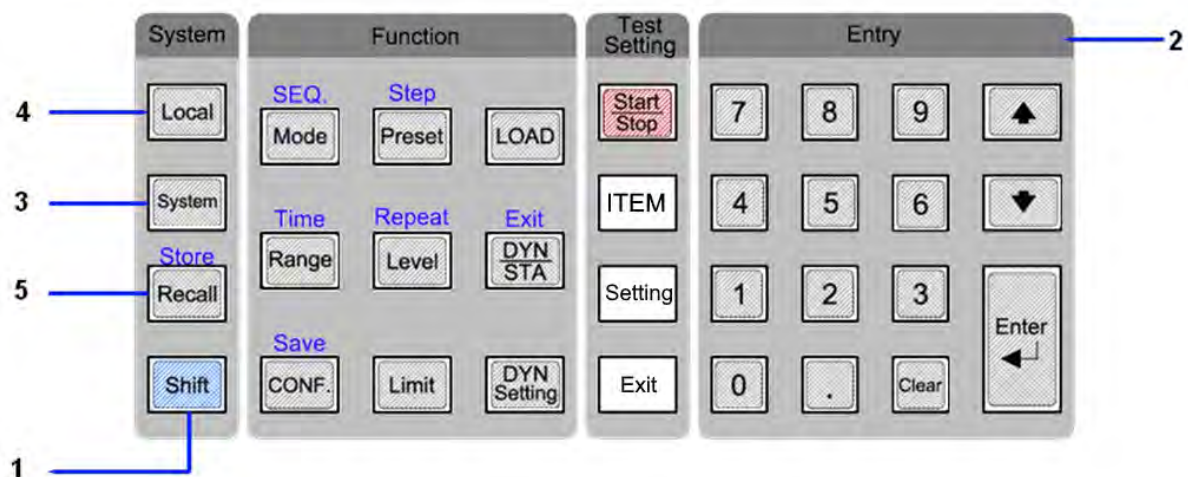 System
Function
Test
Setting
Entry
2
4
Local
SEQ.
Mode
Step
Preset
LOAD
Start
Stop
7
8
9
3
System
Time
Range
Repeat
Level
Exit
DYN
STA
ITEM
4
5
6
5
Store
Recall
Setting
1
2
3
Enter
Shift
Save
CONF.
Limit
DYN
Setting
Exit
0
.
Clear
1